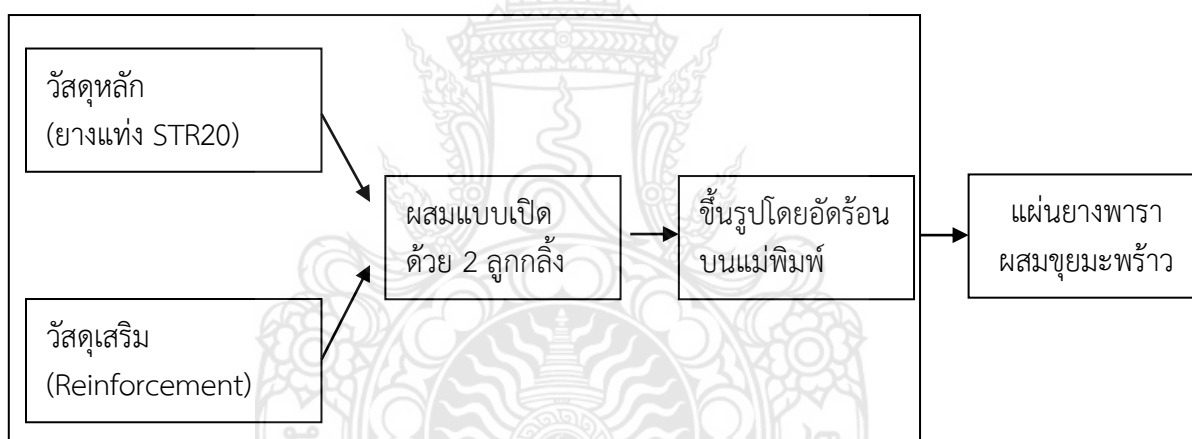 วัสดุหลัก
(ยางแท่ง STR20)
วัสดุเสริม
(Reinforcement)
ผสมแบบเปิด
ด้วย 2 ลูกกลิ้ง
ขึ้นรูปโดยอัดร้อน
บนแม่พิมพ์
แผ่นยางพารา
ผสมขุยมะพร้าว